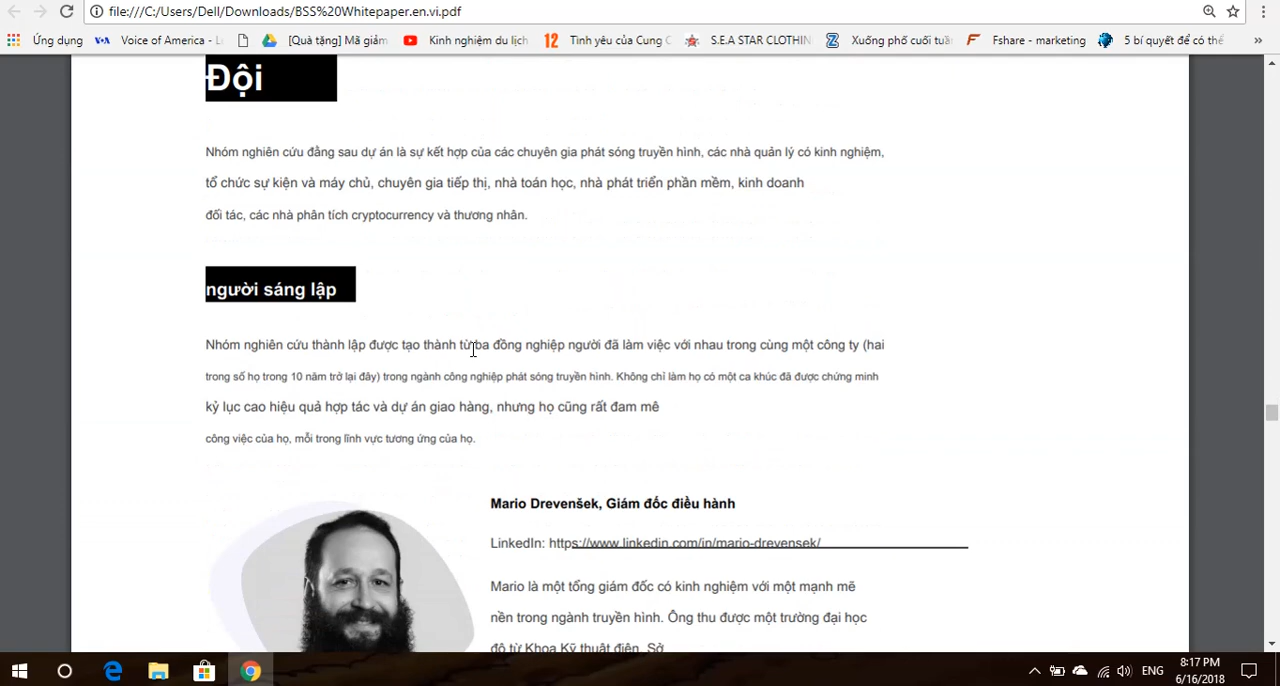 file:///C:/Users/Dell/Downloads/BSS%20Whitepaper.en.vi.pdf
Ứng dụng Voice of America - L [Quà tặng] Mã giảm Kinh nghiệm du lịch 12 Tình yêu của Cung C S.E.A STAR CLOTHIN Xuống phố cuối tuần Fshare - marketing 5 bí quyết để có thể »
Đội
Nhóm nghiên cứu đằng sau dự án là sự kết hợp của các chuyên gia phát sóng truyền hình, các nhà quản lý có kinh nghiệm,
tổ chức sự kiện và máy chủ, chuyên gia tiếp thị, nhà toán học, nhà phát triển phần mềm, kinh doanh
đối tác, các nhà phân tích cryptocurrency và thương nhân.
người sáng lập
Nhóm nghiên cứu thành lập được tạo thành từ ba đồng nghiệp người đã làm việc với nhau trong cùng một công ty (hai
trong số họ trong 10 năm trở lại đây) trong ngành công nghiệp phát sóng truyền hình. Không chỉ làm họ có một ca khúc đã được chứng minh
kỷ lục cao hiệu quả hợp tác và dự án giao hàng, nhưng họ cũng rất đam mê
công việc của họ, mỗi trong lĩnh vực tương ứng của họ.
Mario Drevenšek, Giám đốc điều hành
LinkedIn: https://www.linkedin.com/in/mario-drevensek/
Mario là một tổng giám đốc có kinh nghiệm với một mạnh mẽ
nền trong ngành truyền hình. Ông thu được một trường đại học
độ từ Khoa Kỹ thuật điện. Sở
ENG
8:17 PM
6/16/2018